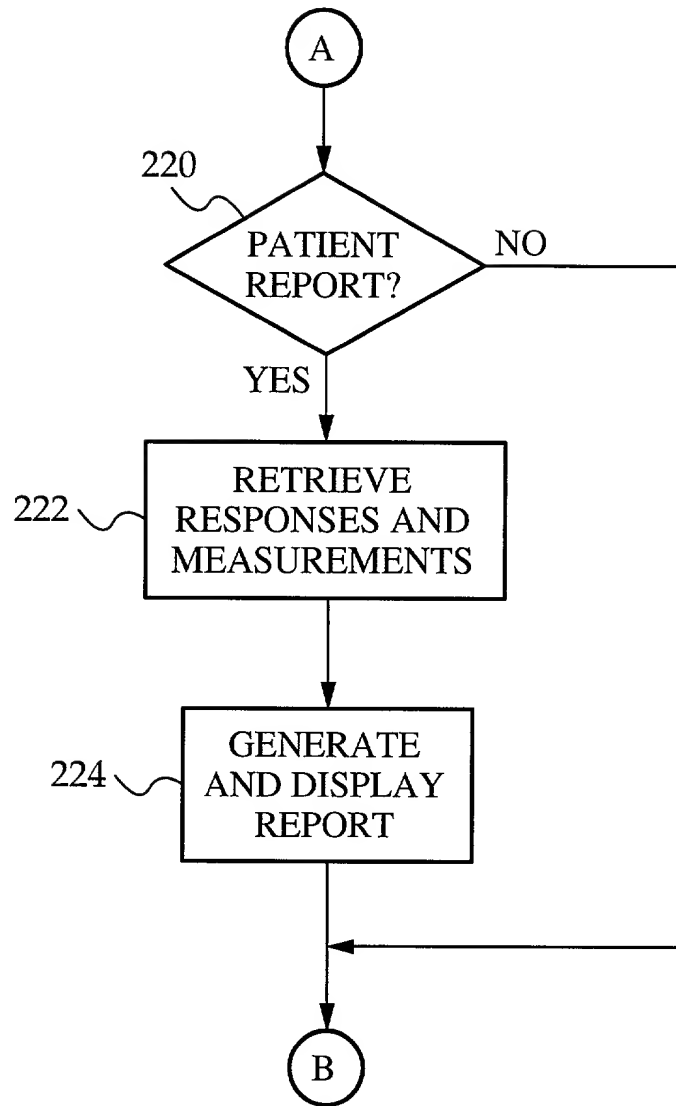 A
220
PATIENT
REPORT?
NO
YES
222
RETRIEVE
RESPONSES AND
MEASUREMENTS
224
GENERATE
AND DISPLAY
REPORT
B